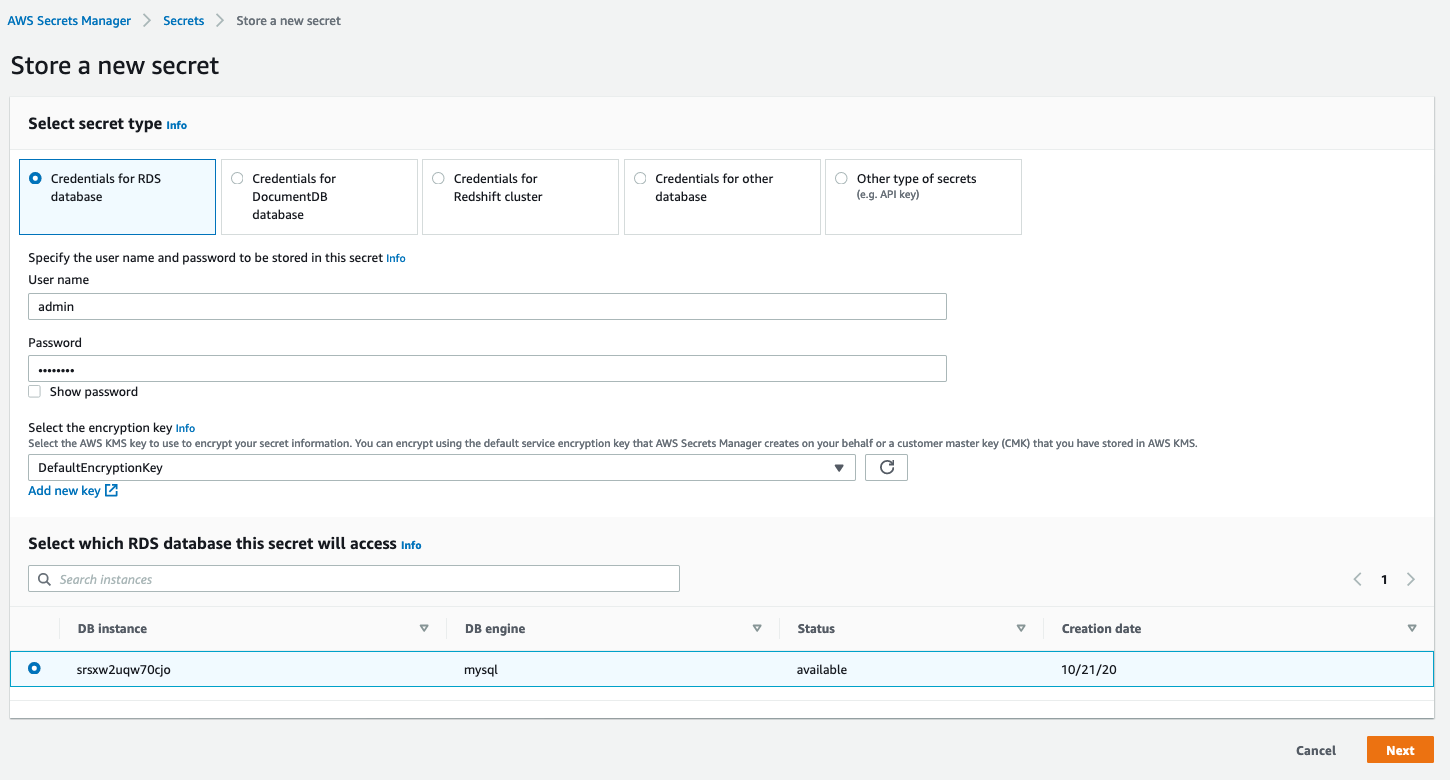 AWS Secrets Manager > Secrets > Store a new secret
Store a new secret
Select secret type Info
Credentials for RDS database
Credentials for DocumentDB database
Credentials for Redshift cluster
Credentials for other database
Other type of secrets
(e.g. API key)
Specify the user name and password to be stored in this secret Info
User name
admin
Password
••••••••
Show password
Select the encryption key Info
Select the AWS KMS key to use to encrypt your secret information. You can encrypt using the default service encryption key that AWS Secrets Manager creates on your behalf or a customer master key (CMK) that you have stored in AWS KMS.
DefaultEncryptionKey
Add new key
Select which RDS database this secret will access Info
Search instances
1
DB instance DB engine Status Creation date
srsxw2uqw70cjo mysql available 10/21/20
Cancel Next